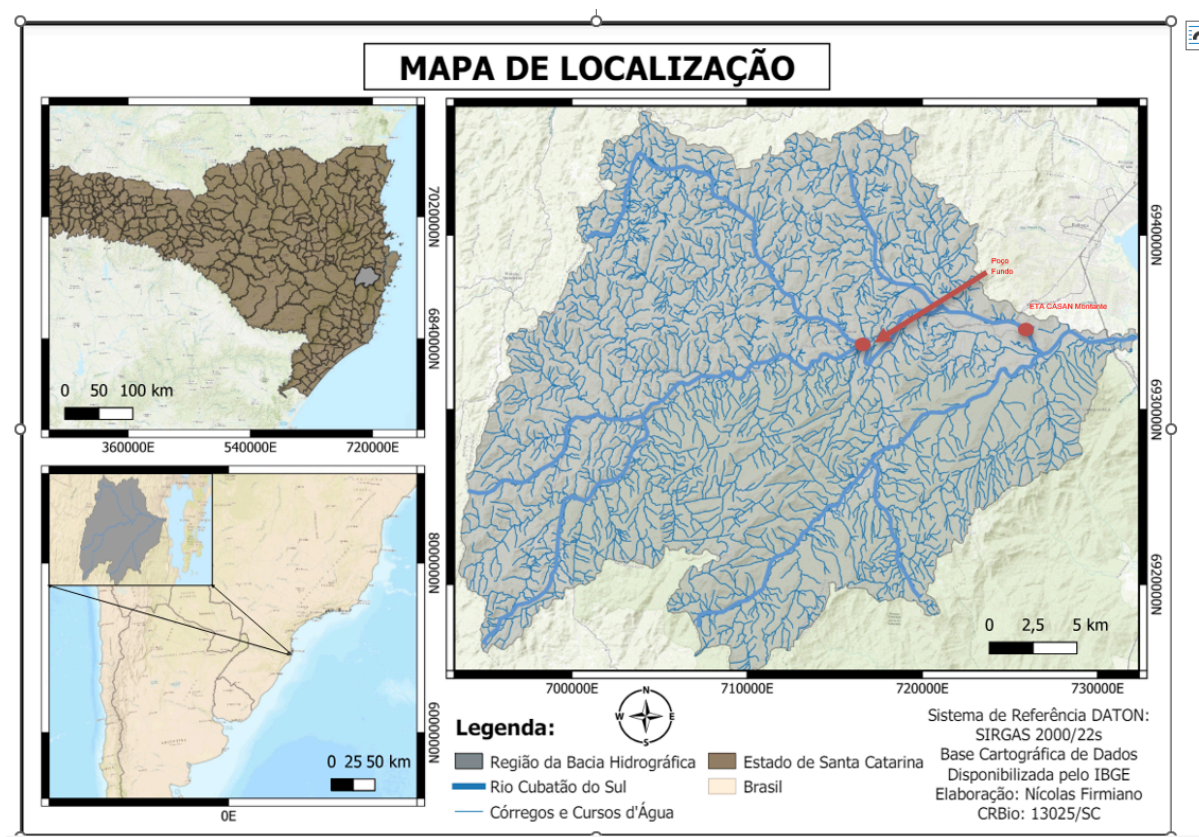 MAPA DE LOCALIZAÇÃO
7020000N
6840000N
0 50 100 km
360000E 540000E 720000E
8000000N
6000000N
0 25 50 km
0E
Poço
Fundo
ETA CASAN Montante
6940000N
6930000N
6920000N
0 2,5 5 km
700000E 710000E 720000E 730000E
N
W E
S
Legenda:
Região da Bacia Hidrográfica
Estado de Santa Catarina
Rio Cubatão do Sul
Brasil
Córregos e Cursos d'Água
Sistema de Referência DATON:
SIRGAS 2000/22s
Base Cartográfica de Dados
Disponibilizada pelo IBGE
Elaboração: Nícolas Firmiano
CRBio: 13025/SC